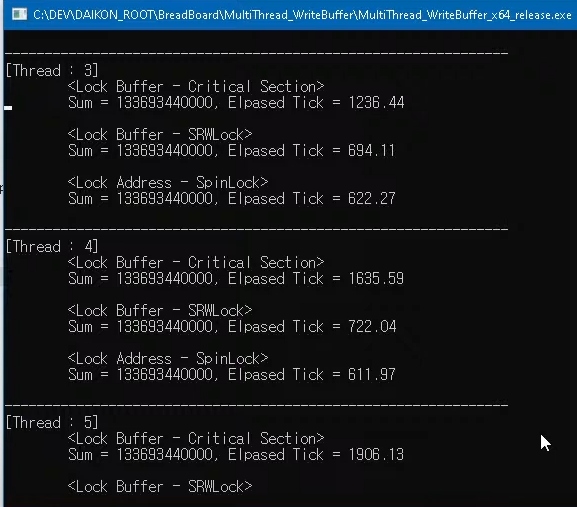 C:\DEV\DAIKON_ROOT\BreadBoard\MultiThread_WriteBuffer\MultiThread_WriteBuffer_x64_release.exe
---------------------------------------------------------------
[Thread : 3]
<Lock Buffer - Critical Section>
Sum = 133693440000, Elpased Tick = 1236.44
<Lock Buffer - SRWLock>
Sum = 133693440000, Elpased Tick = 694.11
<Lock Address - SpinLock>
Sum = 133693440000, Elpased Tick = 622.27
---------------------------------------------------------------
[Thread : 4]
<Lock Buffer - Critical Section>
Sum = 133693440000, Elpased Tick = 1635.59
<Lock Buffer - SRWLock>
Sum = 133693440000, Elpased Tick = 722.04
<Lock Address - SpinLock>
Sum = 133693440000, Elpased Tick = 611.97
---------------------------------------------------------------
[Thread : 5]
<Lock Buffer - Critical Section>
Sum = 133693440000, Elpased Tick = 1906.13
<Lock Buffer - SRWLock>